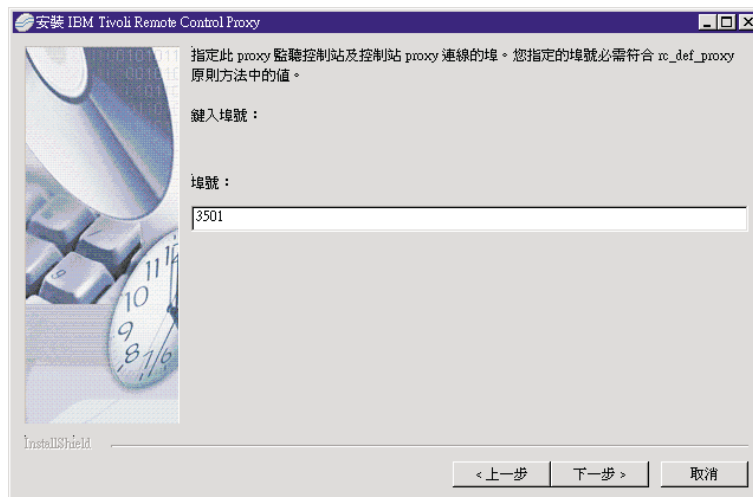 安裝 IBM Tivoli Remote Control Proxy
指定此 proxy 監聽控制站及控制站 proxy 連線的埠。您指定的埠號必需符合 rc_def_proxy
原則方法中的值。
鍵入埠號：
埠號：
3501
InstallShield
<上一步
下一步>
取消